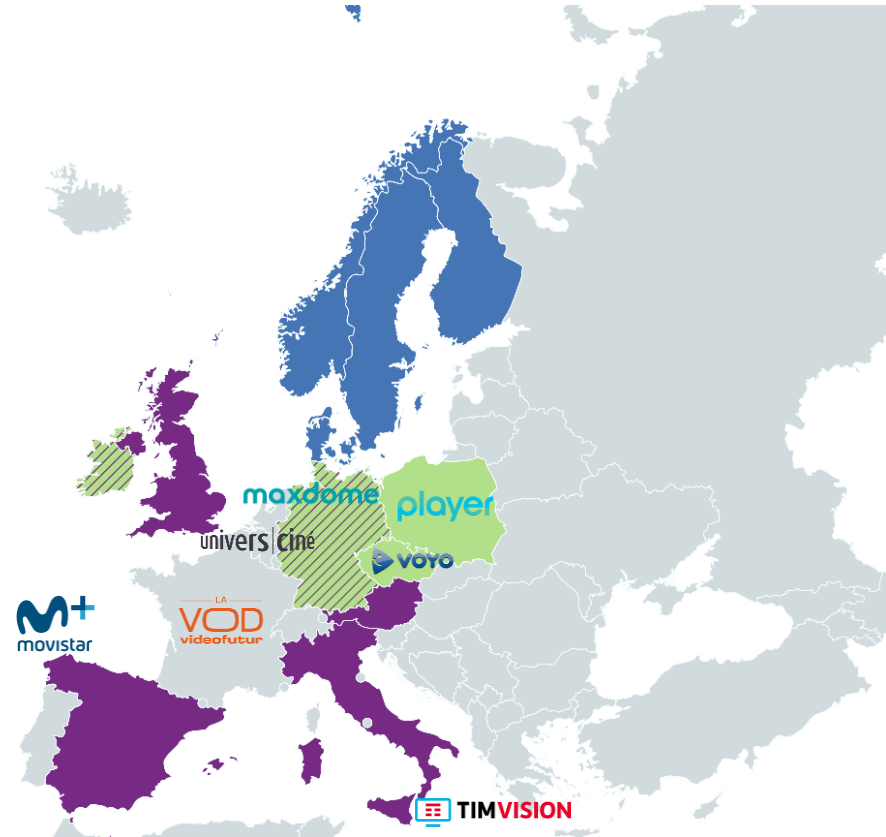 maxdome
player
univers|ciné
voyo
M+
movistar
LA
VOD
videofutur
TIMVISION